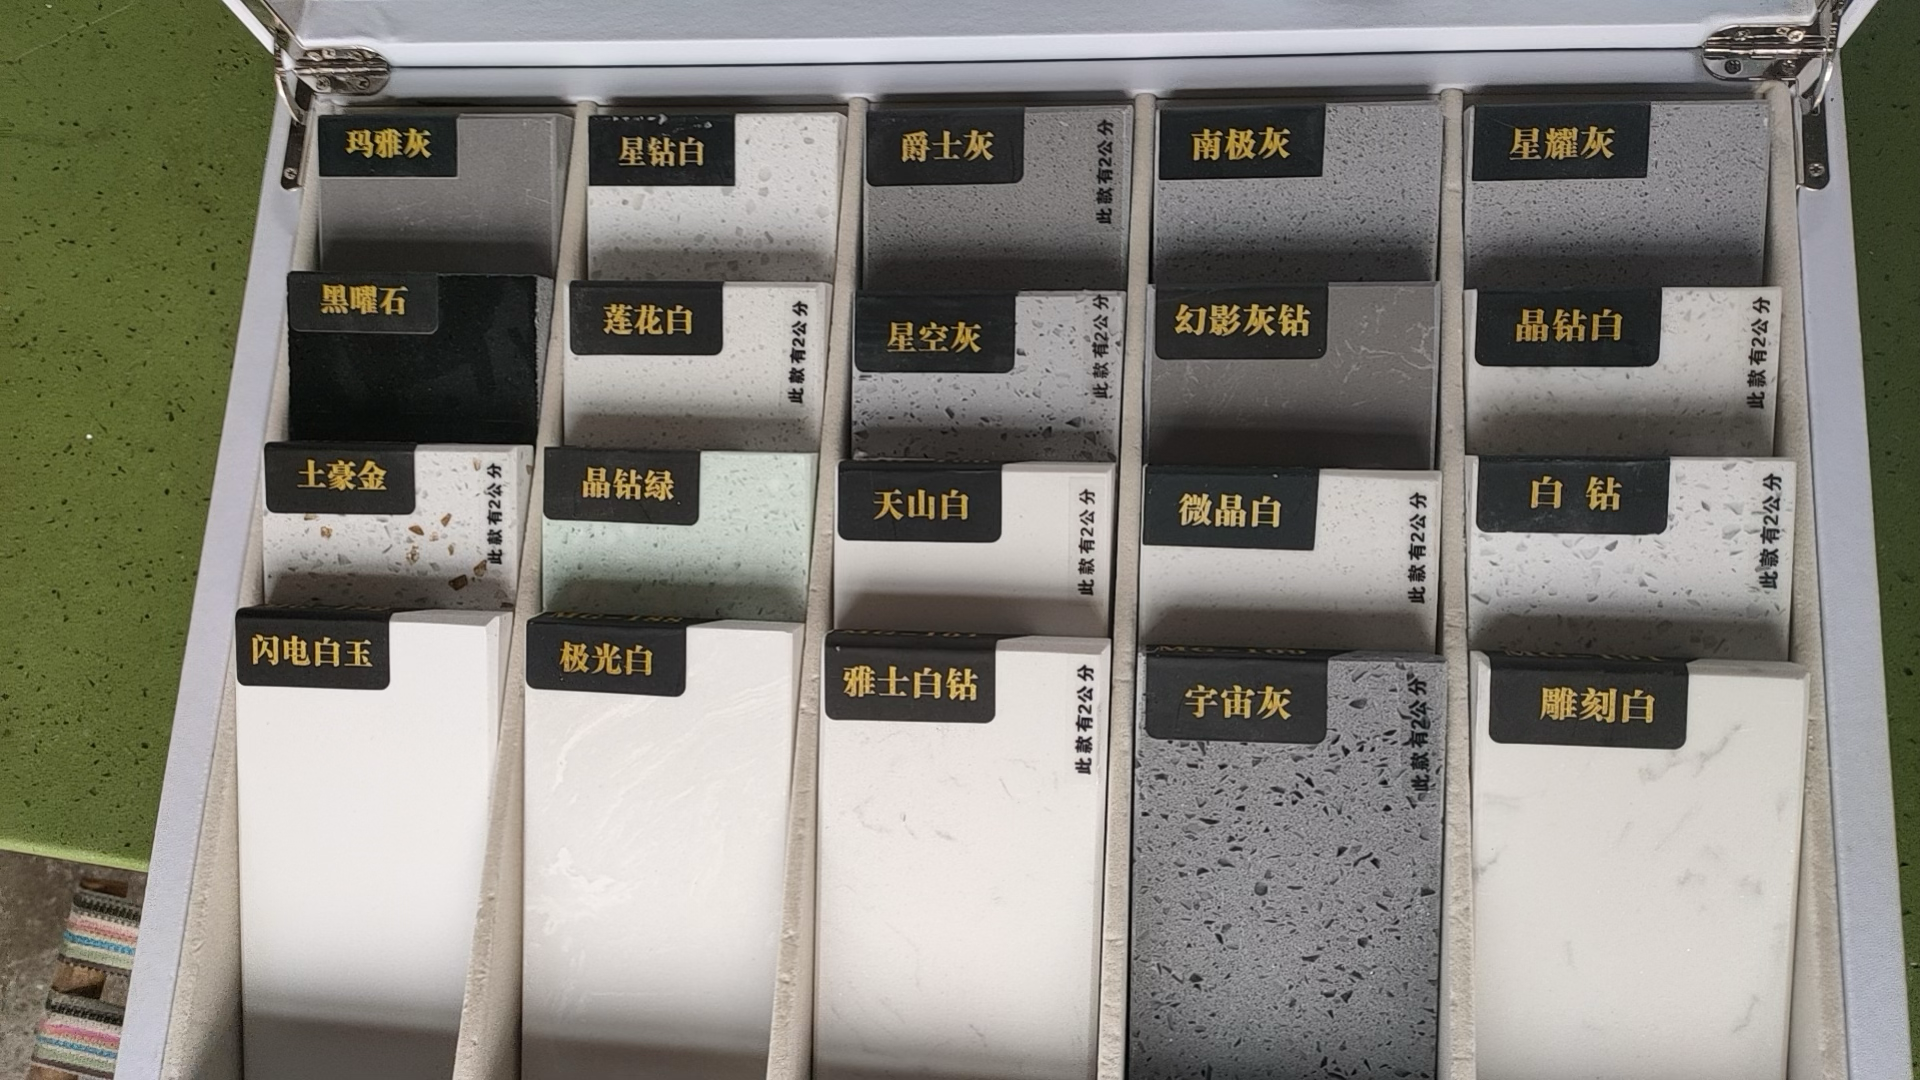 玛雅灰
星钻白
爵士灰
此款有2公分
南极灰
星耀灰
黑曜石
莲花白
此款有2公分
星空灰
此款有2公分
幻影灰钻
晶钻白
此款有2公分
土豪金
此款有2公分
晶钻绿
天山白
此款有2公分
微晶白
此款有2公分
白 钻
此款有2公分
闪电白玉
极光白
雅士白钻
此款有2公分
宇宙灰
此款有2公分
雕刻白